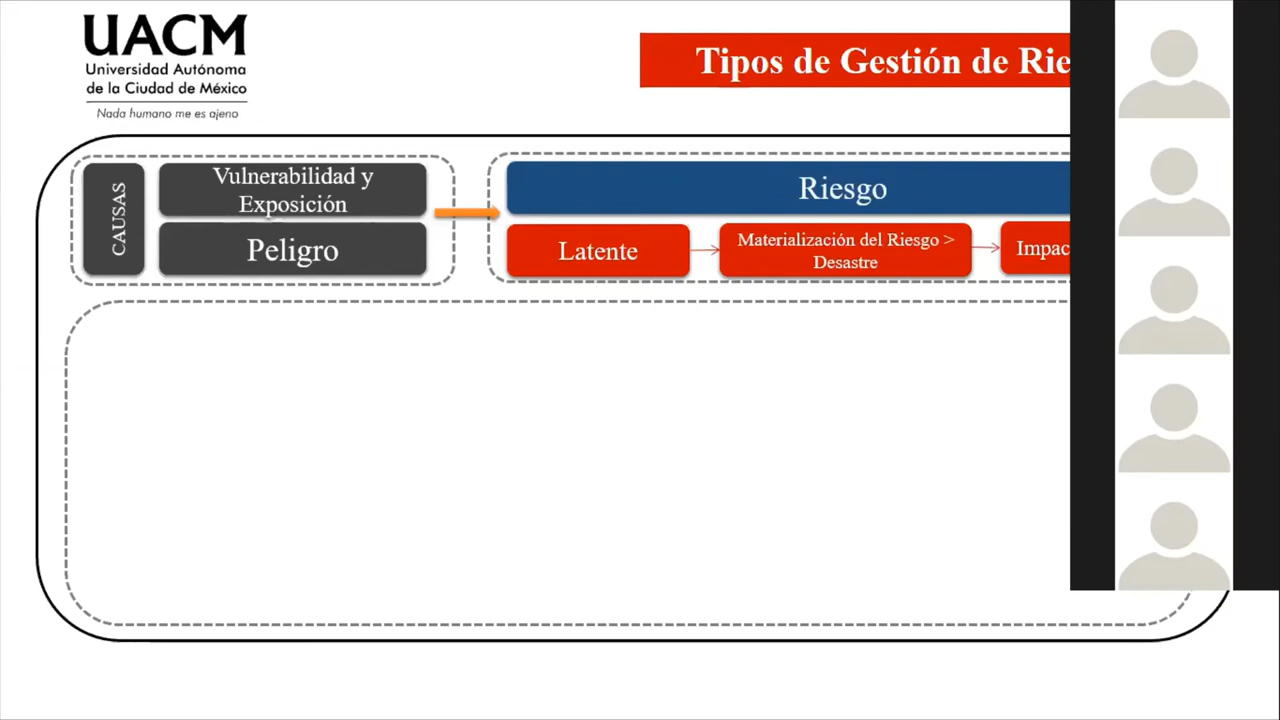 UACM
Universidad Autónoma
de la Ciudad de México
Nada humano me es ajeno
Tipos de Gestión de Rie
CAUSAS
Vulnerabilidad y
Exposición
Peligro
Riesgo
Latente
Materialización del Riesgo >
Desastre
Impac